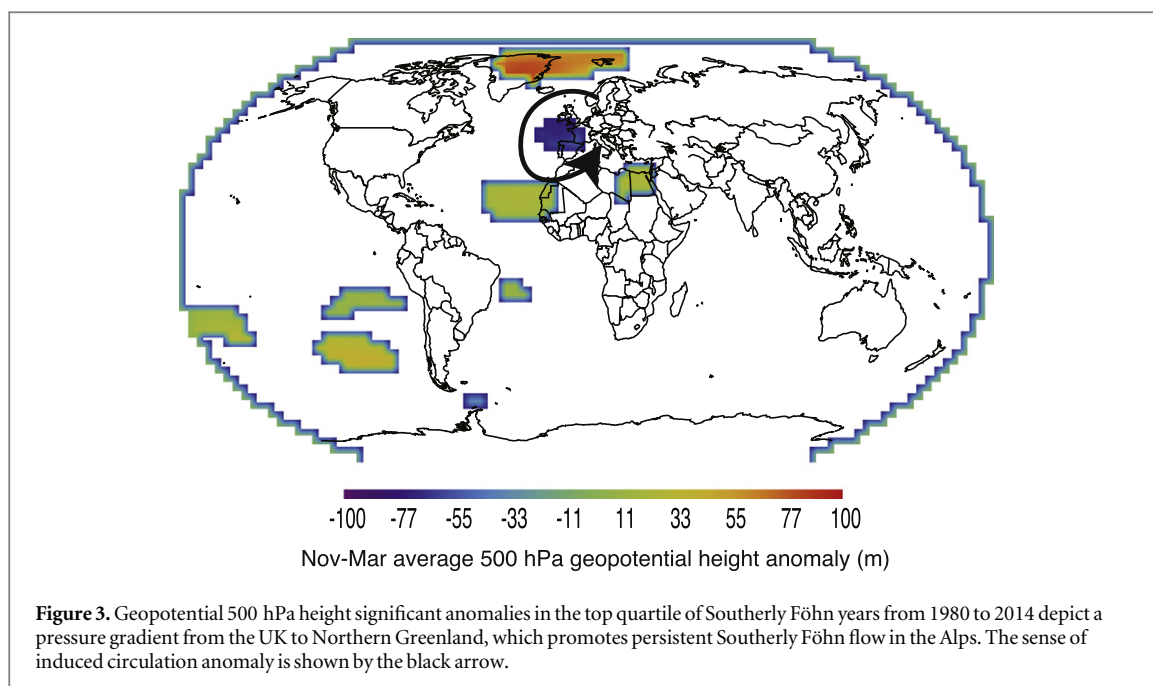 -100 -77 -55 -33 -11 11 33 55 77 100
Nov-Mar average 500 hPa geopotential height anomaly (m)
Figure 3. Geopotential 500 hPa height significant anomalies in the top quartile of Southerly Föhn years from 1980 to 2014 depict a
pressure gradient from the UK to Northern Greenland, which promotes persistent Southerly Föhn flow in the Alps. The sense of
induced circulation anomaly is shown by the black arrow.